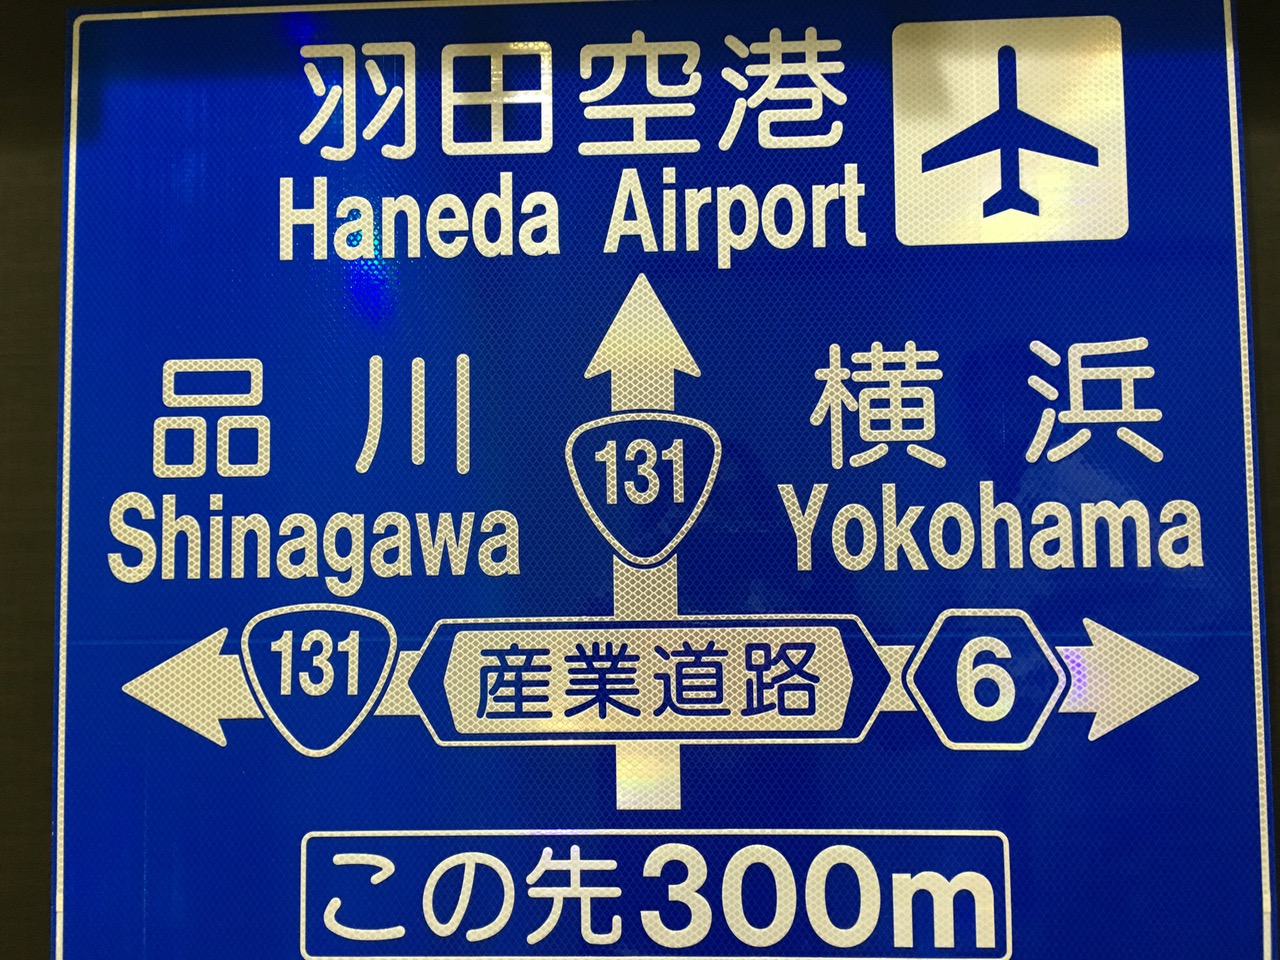 羽田空港
Haneda Airport
品川
Shinagawa
131
横浜
Yokohama
131
産業道路
6
この先300m